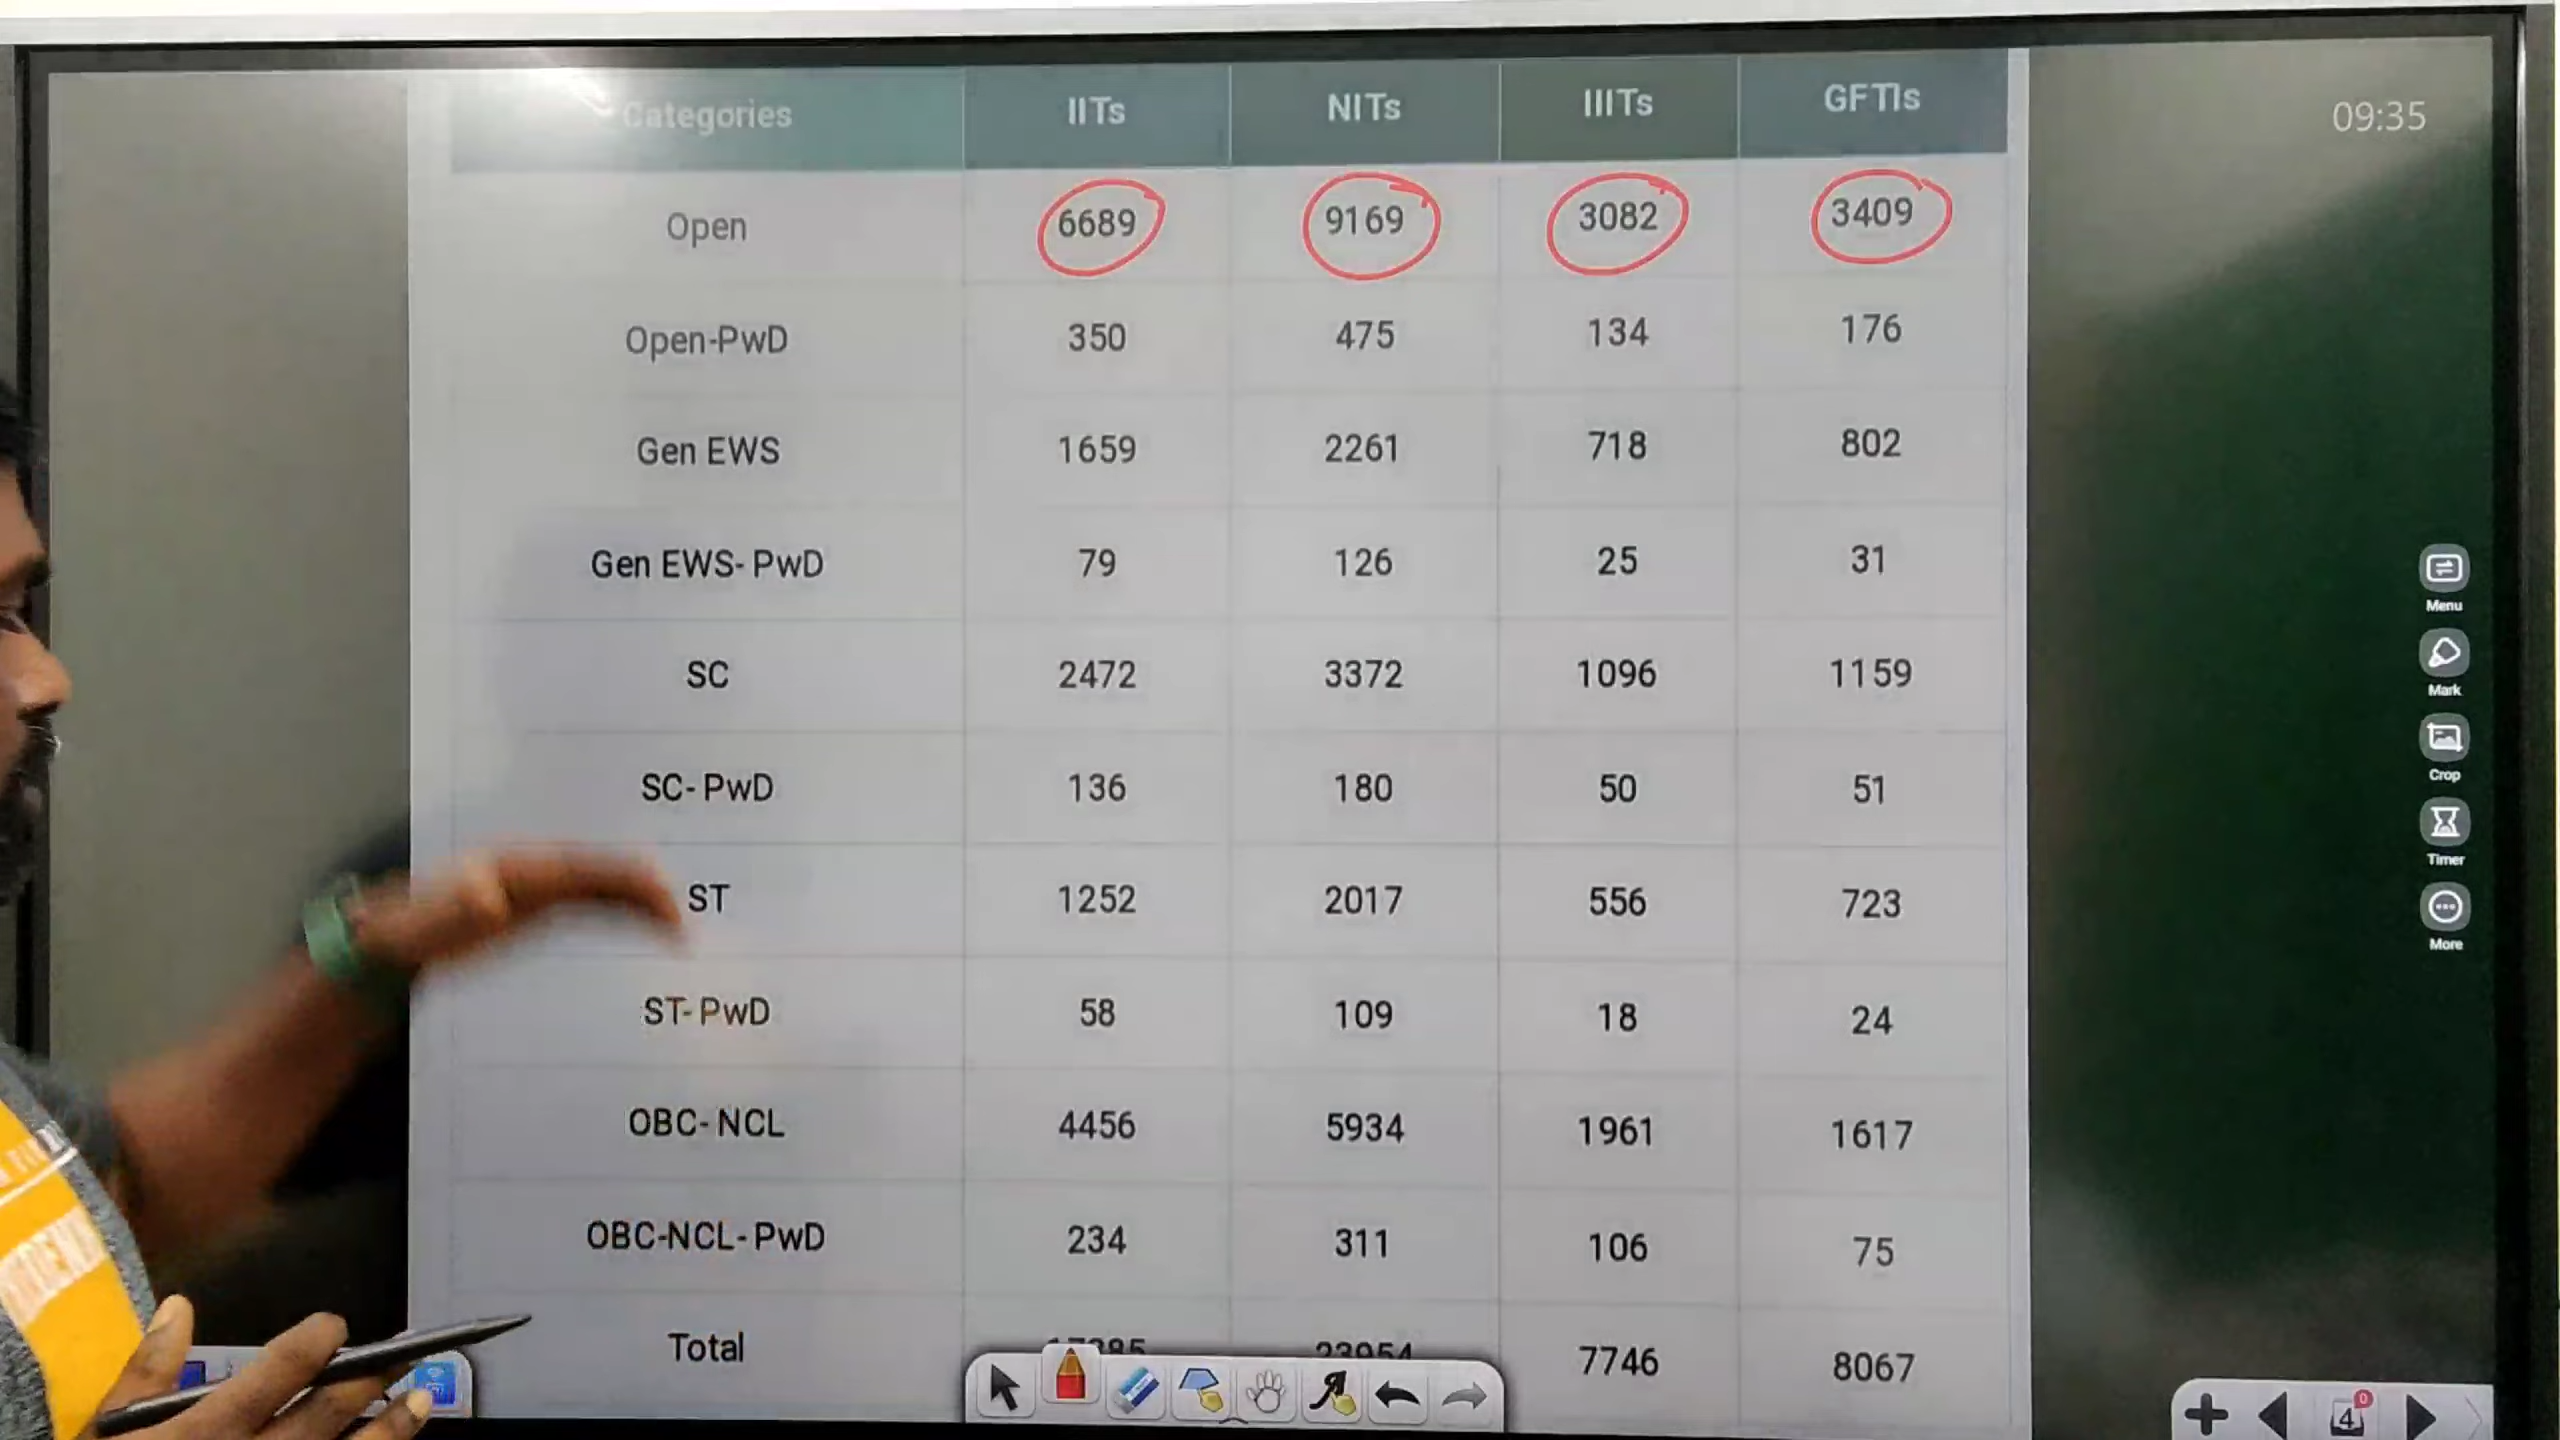 Categories IITs NITs IIITs GFTIs
09:35
Open 6689 9169 3082 3409
Open-PwD 350 475 134 176
Gen EWS 1659 2261 718 802
Gen EWS- PwD 79 126 25 31
SC 2472 3372 1096 1159
SC- PwD 136 180 50 51
ST 1252 2017 556 723
ST- PwD 58 109 18 24
OBC- NCL 4456 5934 1961 1617
OBC-NCL- PwD 234 311 106 75
Total 23954 7746 8067
Menu
Mark
Crop
Timer
More
4
0